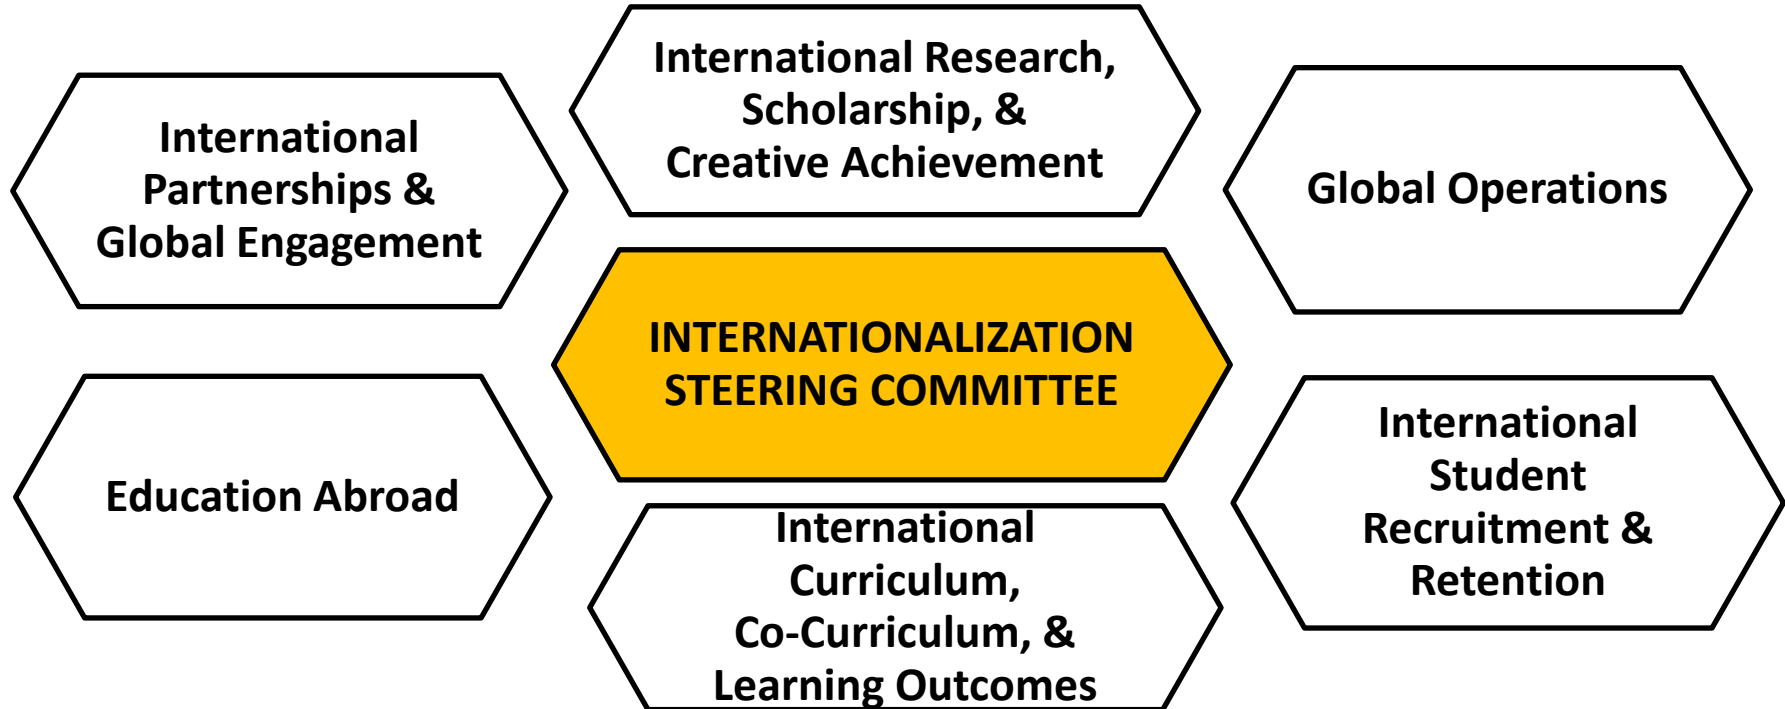 International
Partnerships &
Global Engagement
International Research,
Scholarship, &
Creative Achievement
Global Operations
INTERNATIONALIZATION
STEERING COMMITTEE
Education Abroad
International
Curriculum,
Co-Curriculum, &
Learning Outcomes
International
Student
Recruitment &
Retention